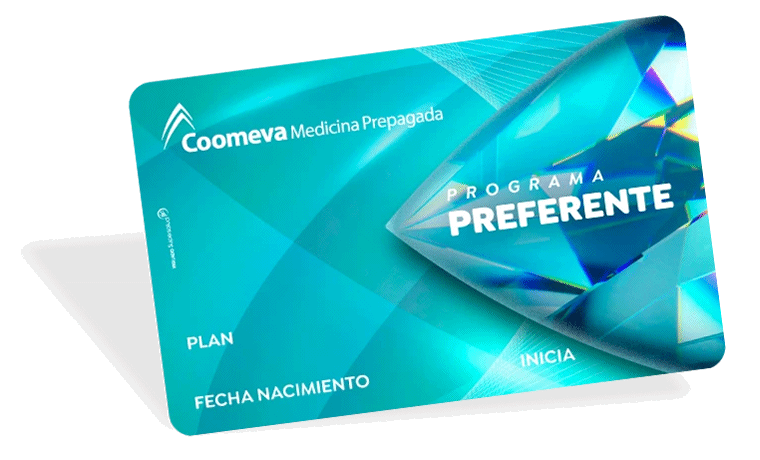 Coomeva Medicina Prepagada
PROGRAMA
PREFERENTE
PLAN
INICIA
FECHA NACIMIENTO